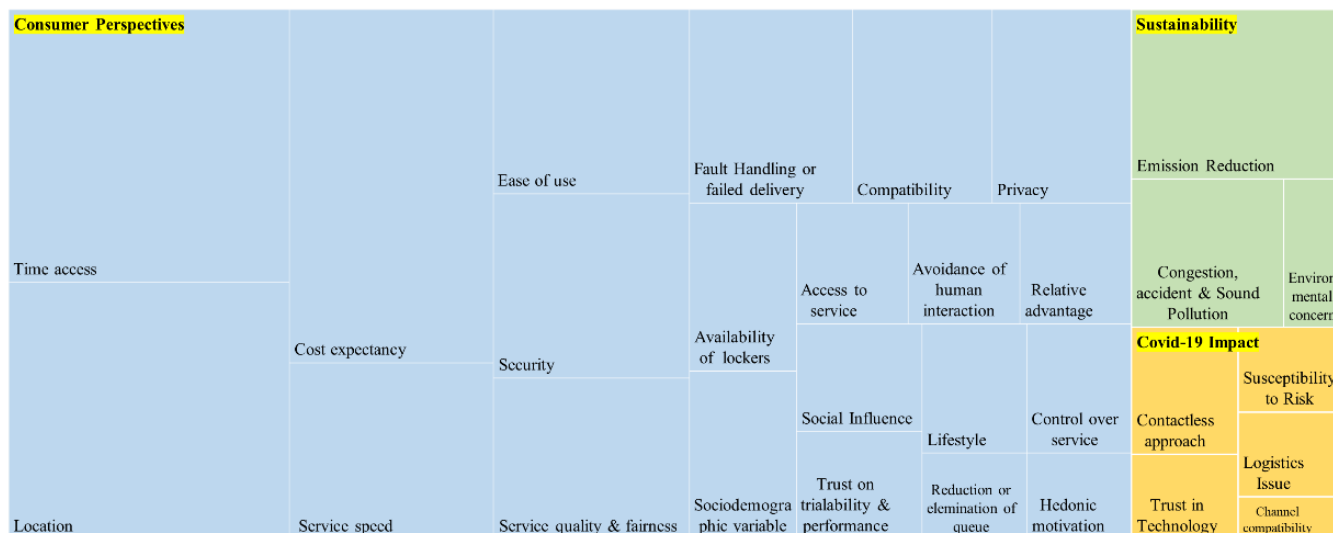 Consumer Perspectives
Time access
Location
Cost expectancy
Service speed
Ease of use
Security
Service quality & fairness
Fault Handling or
failed delivery
Compatibility
Privacy
Availability
of lockers
Sociodemogra
phic variable
Access to
service
Avoidance of
human
interaction
Relative
advantage
Social Influence
Lifestyle
Control over
service
Trust on
trialability &
performance
Reduction or
elemination of
queue
Hedonic
motivation
Sustainability
Emission Reduction
Congestion,
accident & Sound
Pollution
Environ
mental
concern
Covid-19 Impact
Contactless
approach
Susceptibility
to Risk
Trust in
Technology
Logistics
Issue
Channel
compatibility